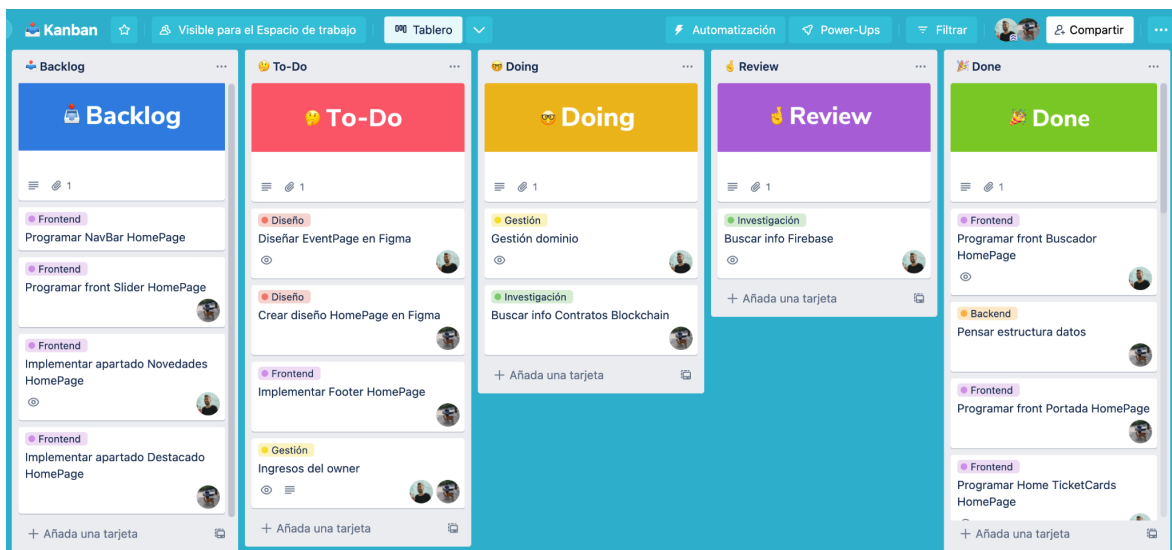 Kanban
Visible para el Espacio de trabajo
Tablero
Automatización
Power-Ups
Filtrar
Compartir
Backlog
Backlog
1
Frontend
Programar NavBar HomePage
Frontend
Programar front Slider HomePage
Frontend
Implementar apartado Novedades
HomePage
Frontend
Implementar apartado Destacado
HomePage
+ Añada una tarjeta
To-Do
To-Do
1
Diseño
Diseñar EventPage en Figma
Diseño
Crear diseño HomePage en Figma
Frontend
Implementar Footer HomePage
Gestión
Ingresos del owner
+ Añada una tarjeta
Doing
Doing
1
Gestión
Gestión dominio
Investigación
Buscar info Contratos Blockchain
+ Añada una tarjeta
Review
Review
1
Investigación
Buscar info Firebase
+ Añada una tarjeta
Done
Done
1
Frontend
Programar front Buscador
HomePage
Backend
Pensar estructura datos
Frontend
Programar front Portada HomePage
Frontend
Programar Home TicketCards
HomePage
+ Añada una tarjeta